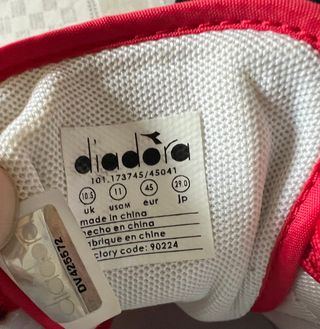 diadora
101.173745/45041
10.5 11 45 29.0
uk usaM eur jp
made in china
hecho en china
fabrique en chine
factory code: 90224
DV425572